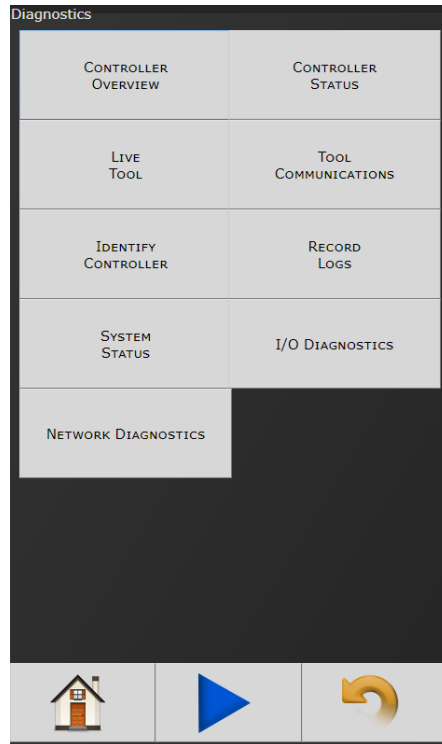 Diagnostics
Controller
Overview
Controller
Status
Live
Tool
Tool
Communications
Identify
Controller
Record
Logs
System
Status
I/O Diagnostics
Network Diagnostics